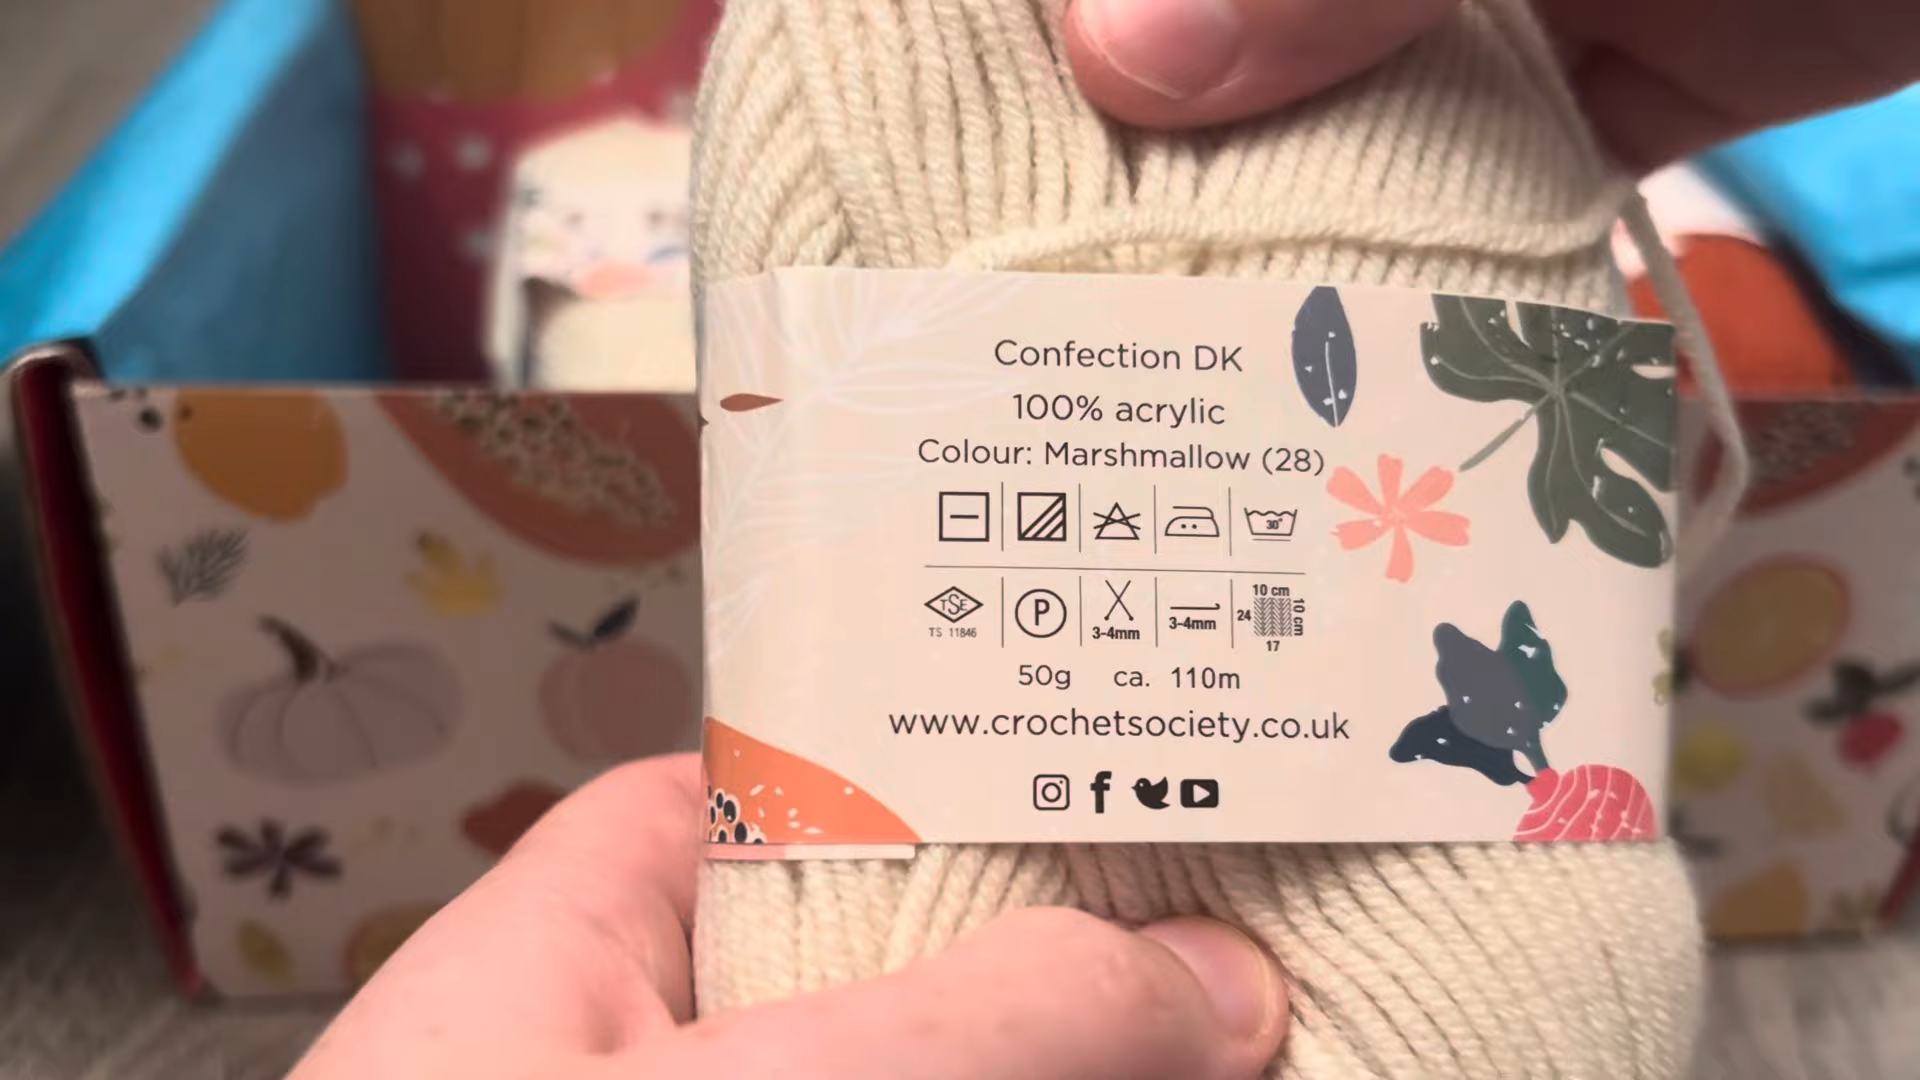 Confection DK
100% acrylic
Colour: Marshmallow (28)
30°
TSE
TS 11846
P
3-4mm
3-4mm
10 cm
10 cm
24
17
50g ca. 110m
www.crochetsociety.co.uk